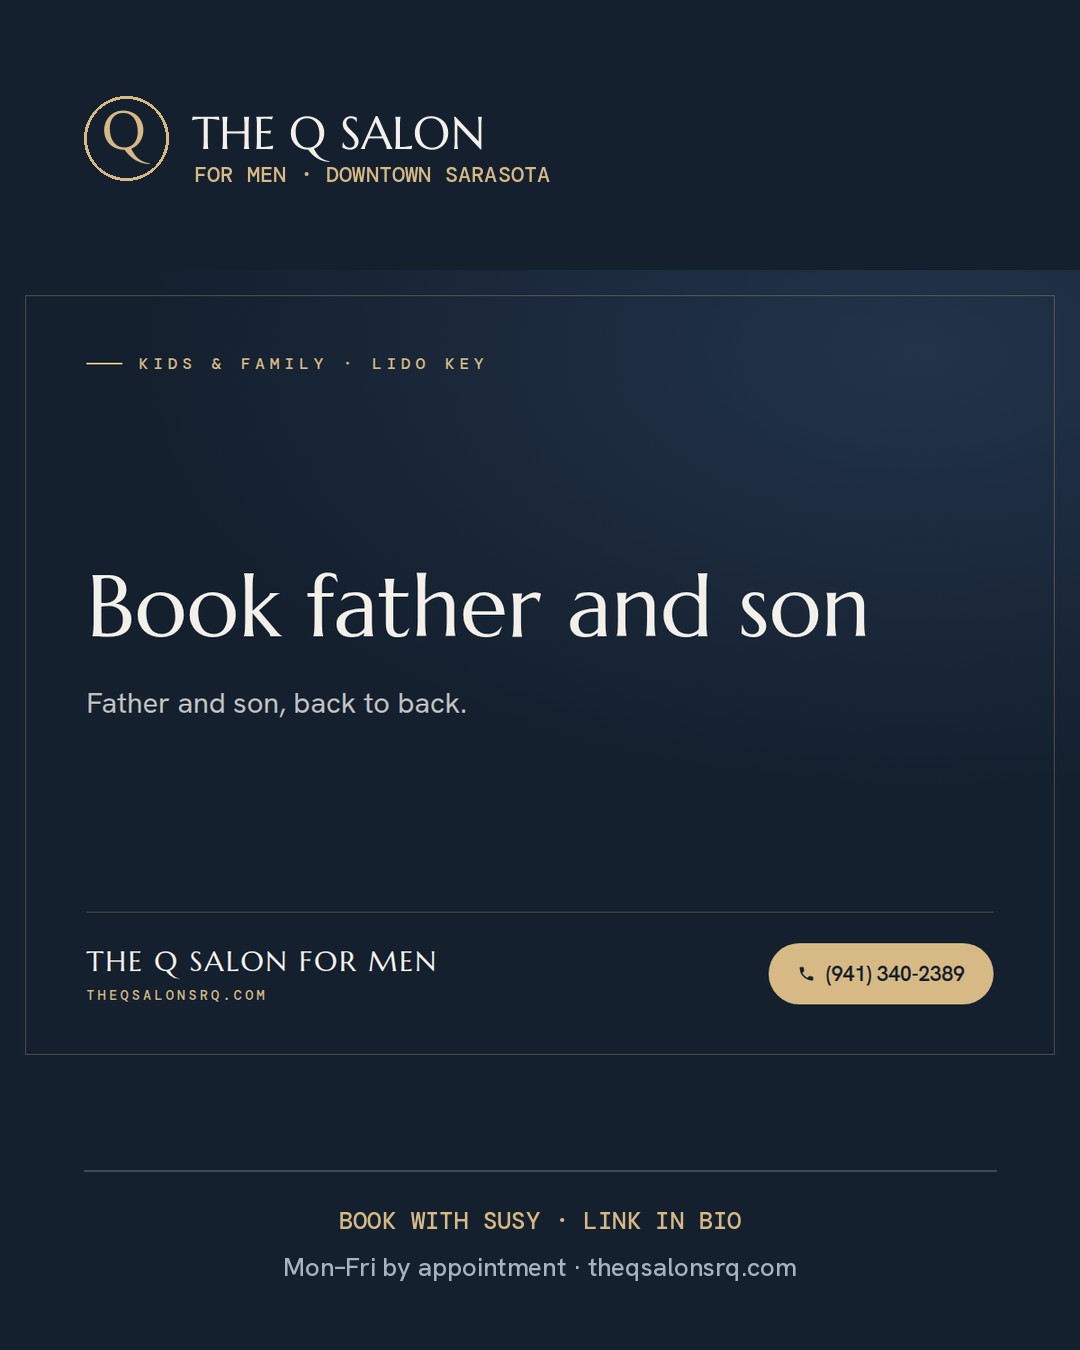 Q
THE Q SALON
FOR MEN · DOWNTOWN SARASOTA
KIDS & FAMILY · LIDO KEY
Book father and son
Father and son, back to back.
THE Q SALON FOR MEN
THEQSALONSRQ.COM
(941) 340-2389
BOOK WITH SUSY · LINK IN BIO
Mon–Fri by appointment · theqsalonsrq.com